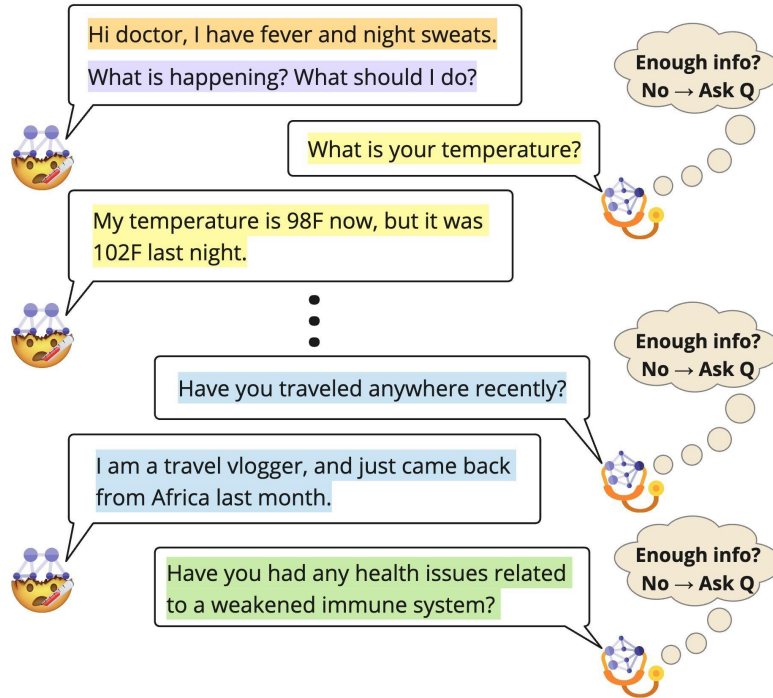 Hi doctor, I have fever and night sweats.
What is happening? What should I do?
Enough info?
No → Ask Q
What is your temperature?
My temperature is 98F now, but it was
102F last night.
Enough info?
No → Ask Q
Have you traveled anywhere recently?
I am a travel vlogger, and just came back
from Africa last month.
Enough info?
No → Ask Q
Have you had any health issues related
to a weakened immune system?